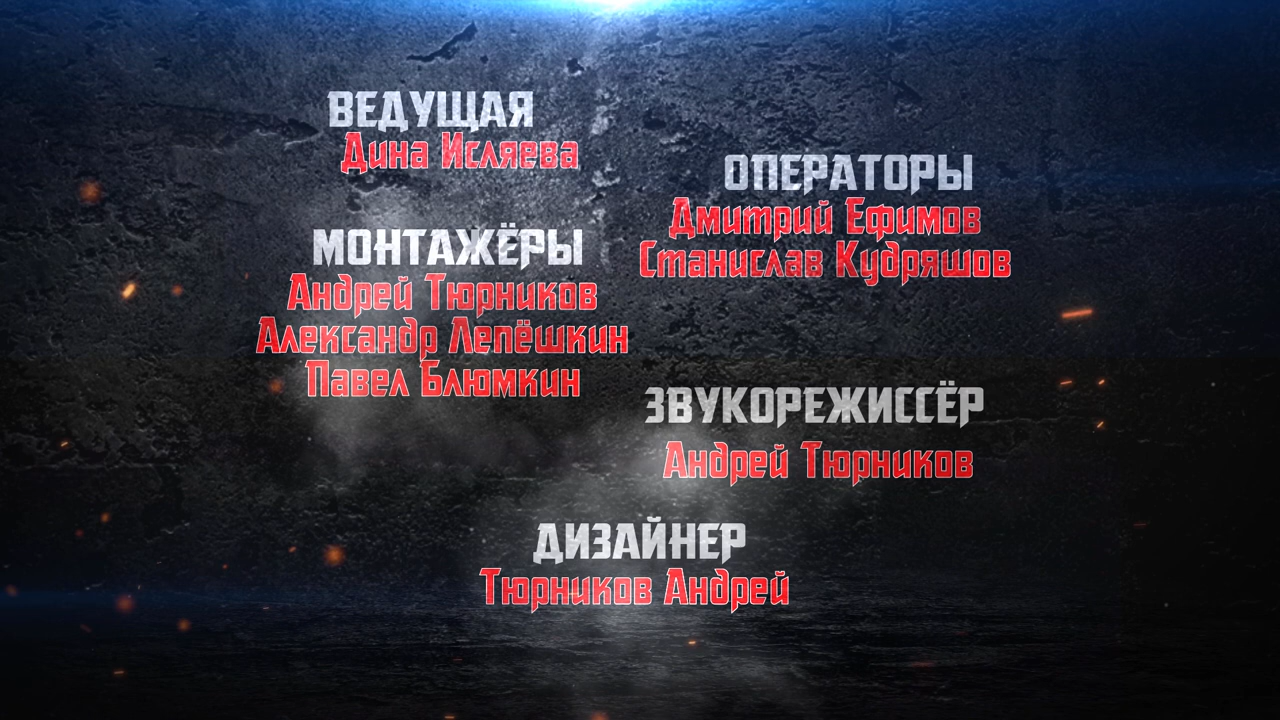 ВЕДУЩАЯ
Дина Исляева
МОНТАЖЁРЫ
Андрей Тюрников
Александр Лепёшкин
Павел Блюмкин
ОПЕРАТОРЫ
Дмитрий Ефимов
Станислав Кудряшов
ЗВУКОРЕЖИССЁР
Андрей Тюрников
ДИЗАЙНЕР
Тюрников Андрей